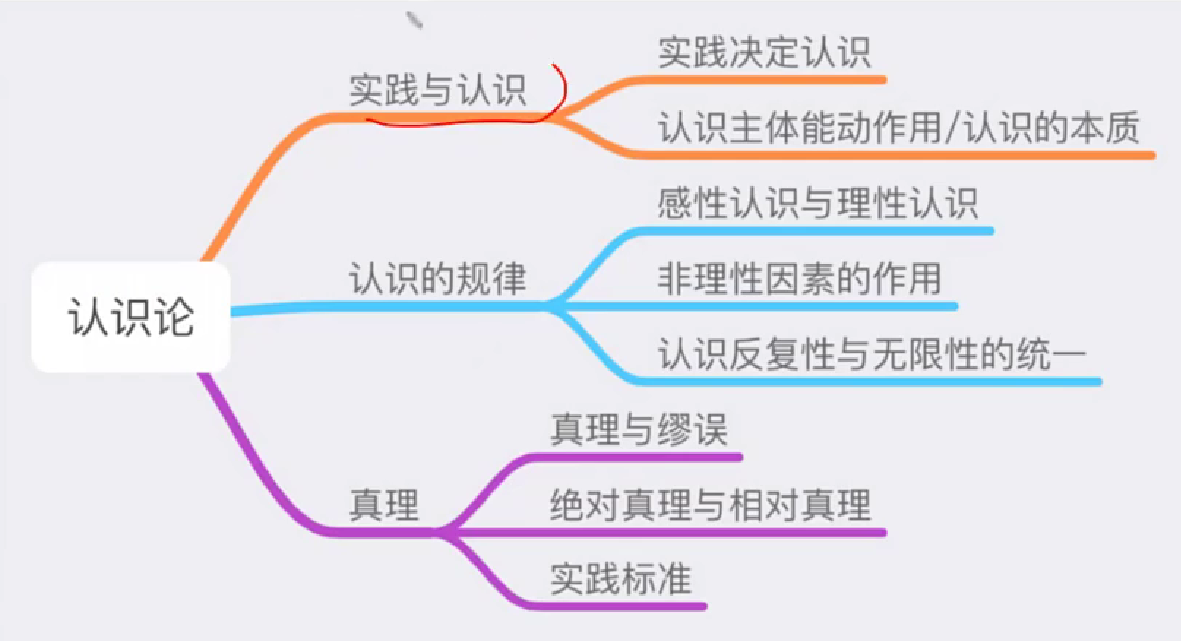 实践决定认识
实践与认识
认识主体能动作用/认识的本质
感性认识与理性认识
认识的规律
非理性因素的作用
认识论
认识反复性与无限性的统一
真理与缪误
真理
绝对真理与相对真理
实践标准